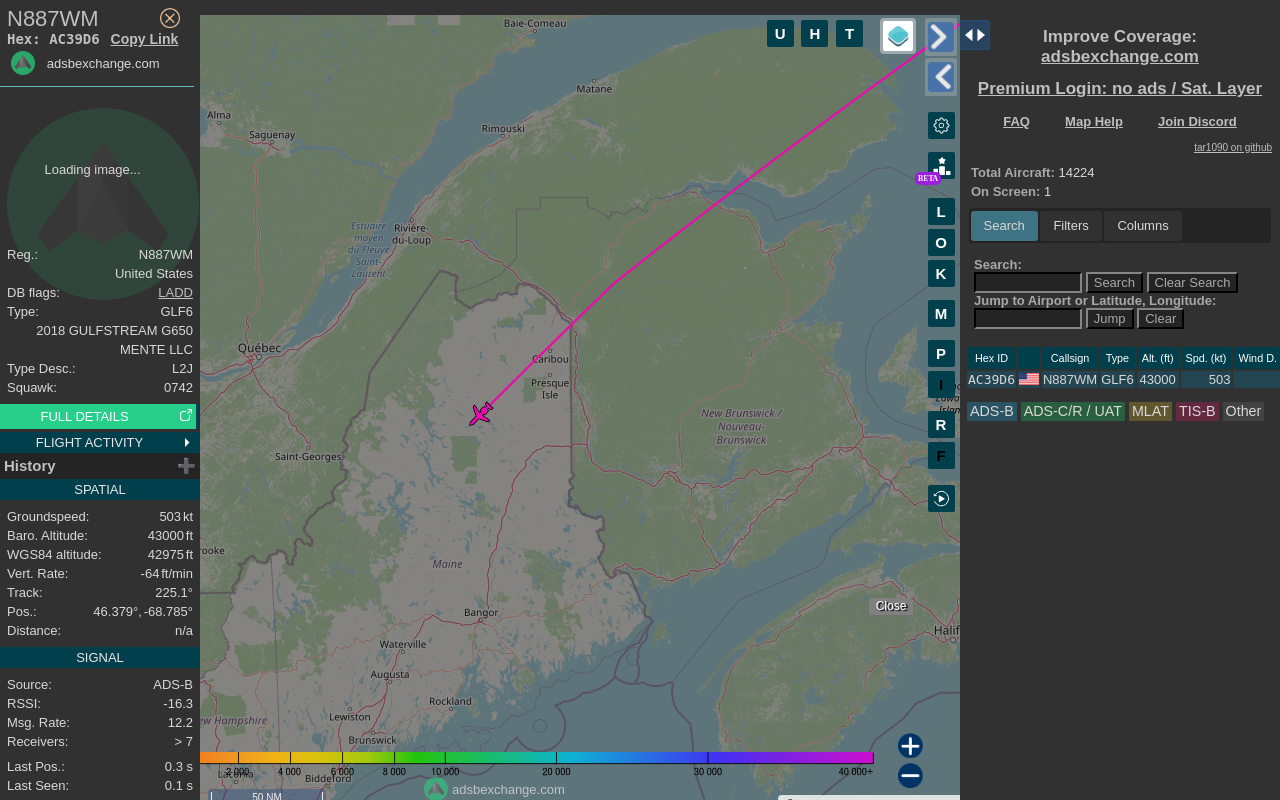 N887WM
Hex: AC39D6 Copy Link
adsbexchange.com
Loading image...
Reg.: N887WM
United States
DB flags: LADD
Type: GLF6
2018 GULFSTREAM G650
MENTE LLC
Type Desc.: L2J
Squawk: 0742
FULL DETAILS
FLIGHT ACTIVITY
History
SPATIAL
Groundspeed: 503 kt
Baro. Altitude: 43000 ft
WGS84 altitude: 42975 ft
Vert. Rate: -64 ft/min
Track: 225.1°
Pos.: 46.379°, -68.785°
Distance: n/a
SIGNAL
Source: ADS-B
RSSI: -16.3
Msg. Rate: 12.2
Receivers: > 7
Last Pos.: 0.3 s
Last Seen: 0.1 s
Baie-Comeau
U H T
Matane
Alma
Saguenay
Rimouski
BETA
Estuaire
moyen
du Fleuve
Saint-
Laurent
Rivière-
du-Loup
L
O
K
M
P
I
R
F
Québec
Caribou
Presque
Isle
New Brunswick /
Nouveau-
Brunswick
Saint-Georges
rooke
Maine
Close
Bangor
Halif
Waterville
Augusta
Rockland
ew Hampshire
Lewiston
Brunswick
2 000 4 000 6 000 8 000 10 000 20 000 30 000 40 000+
Laconia
Biddeford
adsbexchange.com
50 NM
Improve Coverage:
adsbexchange.com
Premium Login: no ads / Sat. Layer
FAQ Map Help Join Discord
tar1090 on github
Total Aircraft: 14224
On Screen: 1
Search Filters Columns
Search:
Search Clear Search
Jump to Airport or Latitude, Longitude:
Jump Clear
Hex ID Callsign Type Alt. (ft) Spd. (kt) Wind D.
AC39D6 N887WM GLF6 43000 503
ADS-B ADS-C/R / UAT MLAT TIS-B Other